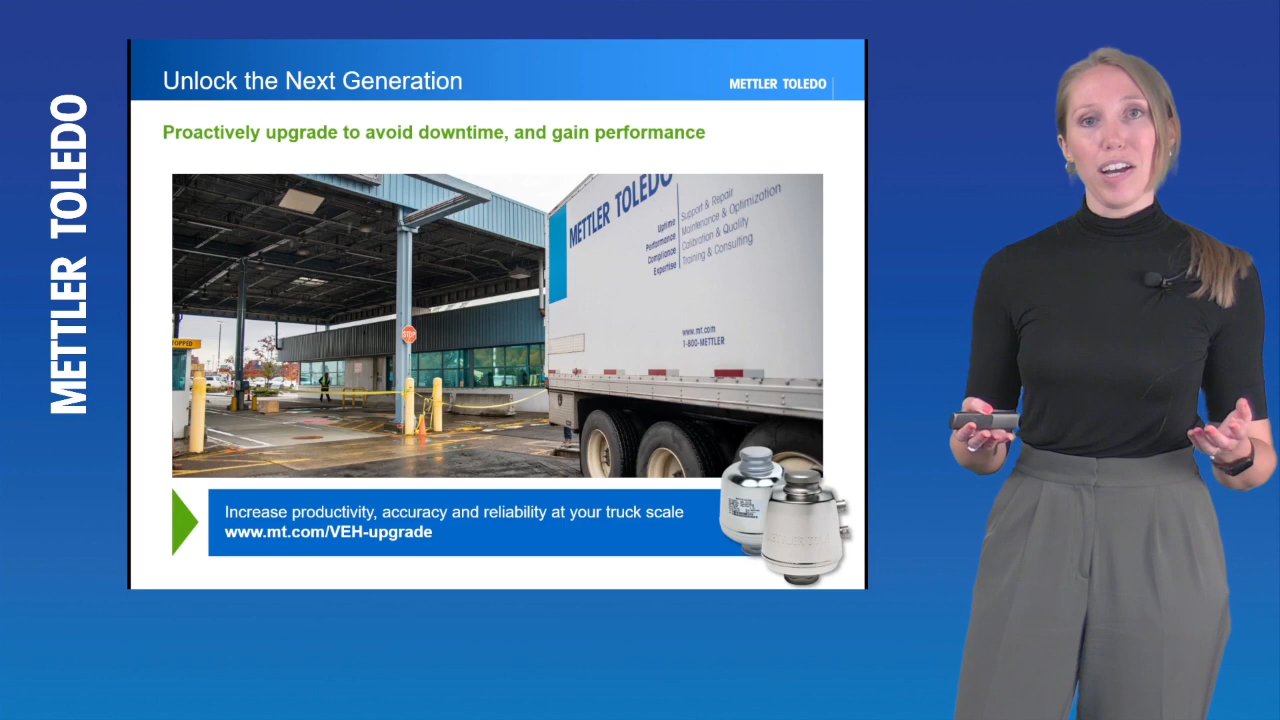 METTLER TOLEDO
Unlock the Next Generation
METTLER TOLEDO
Proactively upgrade to avoid downtime, and gain performance
METTLER TOLEDO
Uptime
Performance
Compliance
Expertise
Support & Repair
Maintenance & Optimization
Calibration & Quality
Training & Consulting
www.mt.com
1-800-METTLER
STOP
Increase productivity, accuracy and reliability at your truck scale
www.mt.com/VEH-upgrade